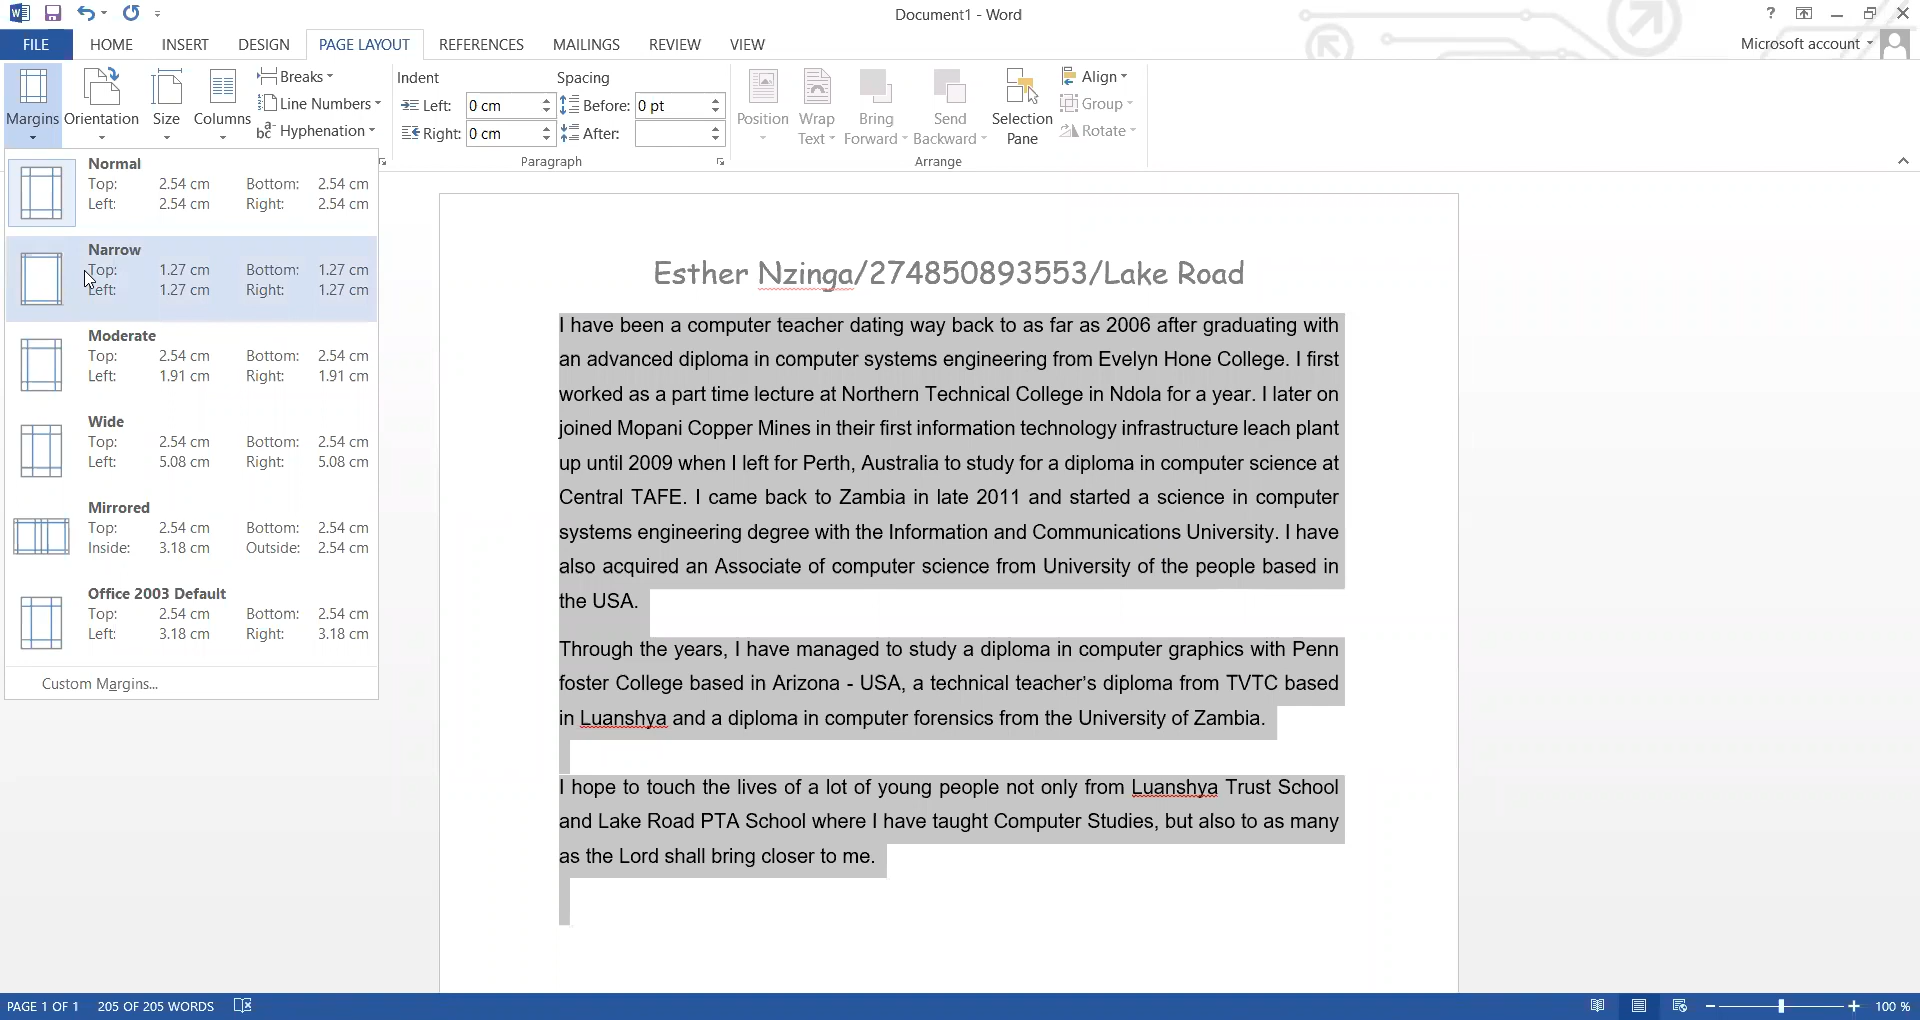 Document1 - Word
FILE HOME INSERT DESIGN PAGE LAYOUT REFERENCES MAILINGS REVIEW VIEW
Microsoft account
Margins Orientation Size Columns
Breaks
Line Numbers
Hyphenation
Indent Spacing
Left: 0 cm Before: 0 pt
Right: 0 cm After:
Paragraph
Position
Wrap Text
Bring Forward
Send Backward
Selection Pane
Align
Group
Rotate
Arrange
Normal
Top: 2.54 cm Bottom: 2.54 cm
Left: 2.54 cm Right: 2.54 cm
Narrow
Top: 1.27 cm Bottom: 1.27 cm
Left: 1.27 cm Right: 1.27 cm
Moderate
Top: 2.54 cm Bottom: 2.54 cm
Left: 1.91 cm Right: 1.91 cm
Wide
Top: 2.54 cm Bottom: 2.54 cm
Left: 5.08 cm Right: 5.08 cm
Mirrored
Top: 2.54 cm Bottom: 2.54 cm
Inside: 3.18 cm Outside: 2.54 cm
Office 2003 Default
Top: 2.54 cm Bottom: 2.54 cm
Left: 3.18 cm Right: 3.18 cm
Custom Margins...
Esther Nzinga/274850893553/Lake Road
I have been a computer teacher dating way back to as far as 2006 after graduating with
an advanced diploma in computer systems engineering from Evelyn Hone College. I first
worked as a part time lecture at Northern Technical College in Ndola for a year. I later on
joined Mopani Copper Mines in their first information technology infrastructure leach plant
up until 2009 when I left for Perth, Australia to study for a diploma in computer science at
Central TAFE. I came back to Zambia in late 2011 and started a science in computer
systems engineering degree with the Information and Communications University. I have
also acquired an Associate of computer science from University of the people based in
the USA.
Through the years, I have managed to study a diploma in computer graphics with Penn
foster College based in Arizona - USA, a technical teacher’s diploma from TVTC based
in Luanshya and a diploma in computer forensics from the University of Zambia.
I hope to touch the lives of a lot of young people not only from Luanshya Trust School
and Lake Road PTA School where I have taught Computer Studies, but also to as many
as the Lord shall bring closer to me.
PAGE 1 OF 1 205 OF 205 WORDS
100 %